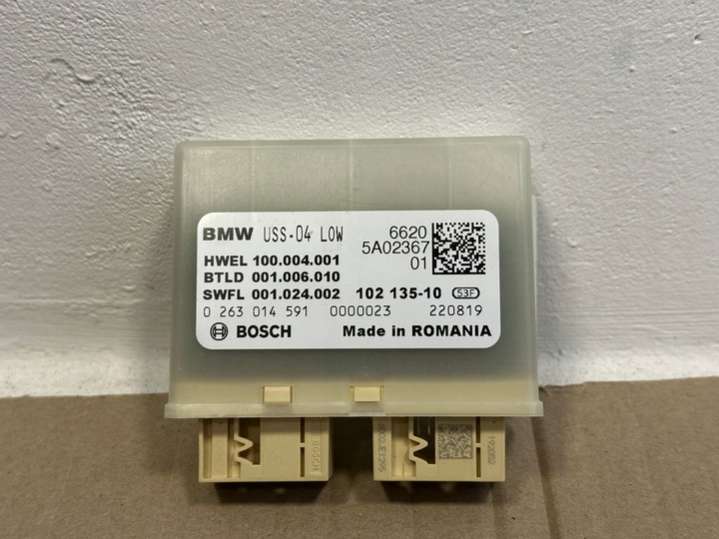 BMW USS-04 LOW
6620
5A02367
01
HWEL 100.004.001
BTLD 001.006.010
SWFL 001.024.002 102 135-10 S3F
0 263 014 591 0000023 220819
BOSCH Made in ROMANIA
BOSCH